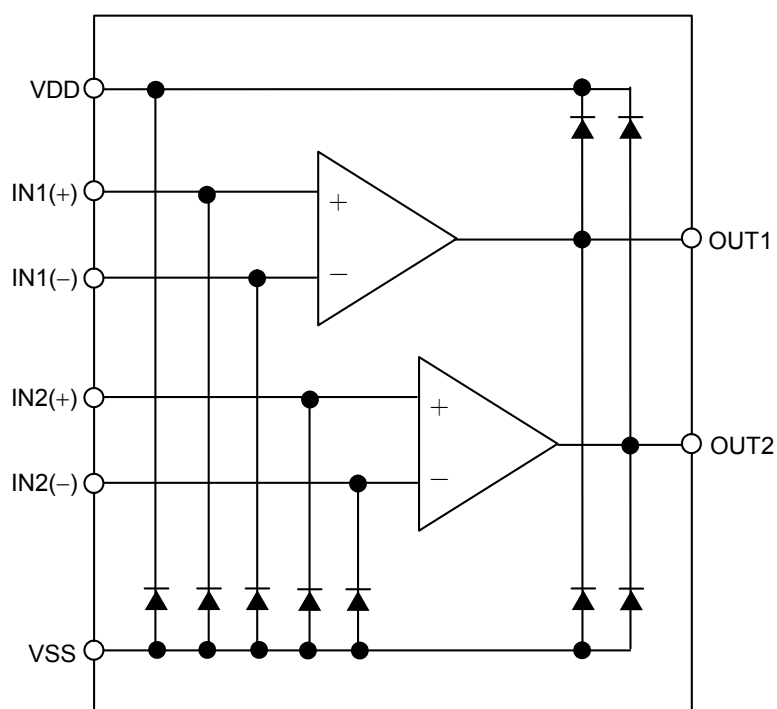 VDD
IN1(+)
+
IN1(−)
−
OUT1
IN2(+)
+
OUT2
IN2(−)
−
VSS